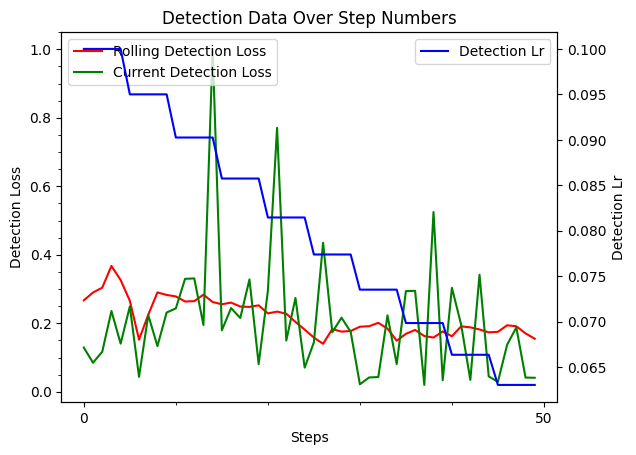 Detection Data Over Step Numbers
Rolling Detection Loss
Current Detection Loss
Detection Lr
1.0
0.8
0.6
0.4
0.2
0.0
Detection Loss
0.100
0.095
0.090
0.085
0.080
0.075
0.070
0.065
Detection Lr
0
50
Steps